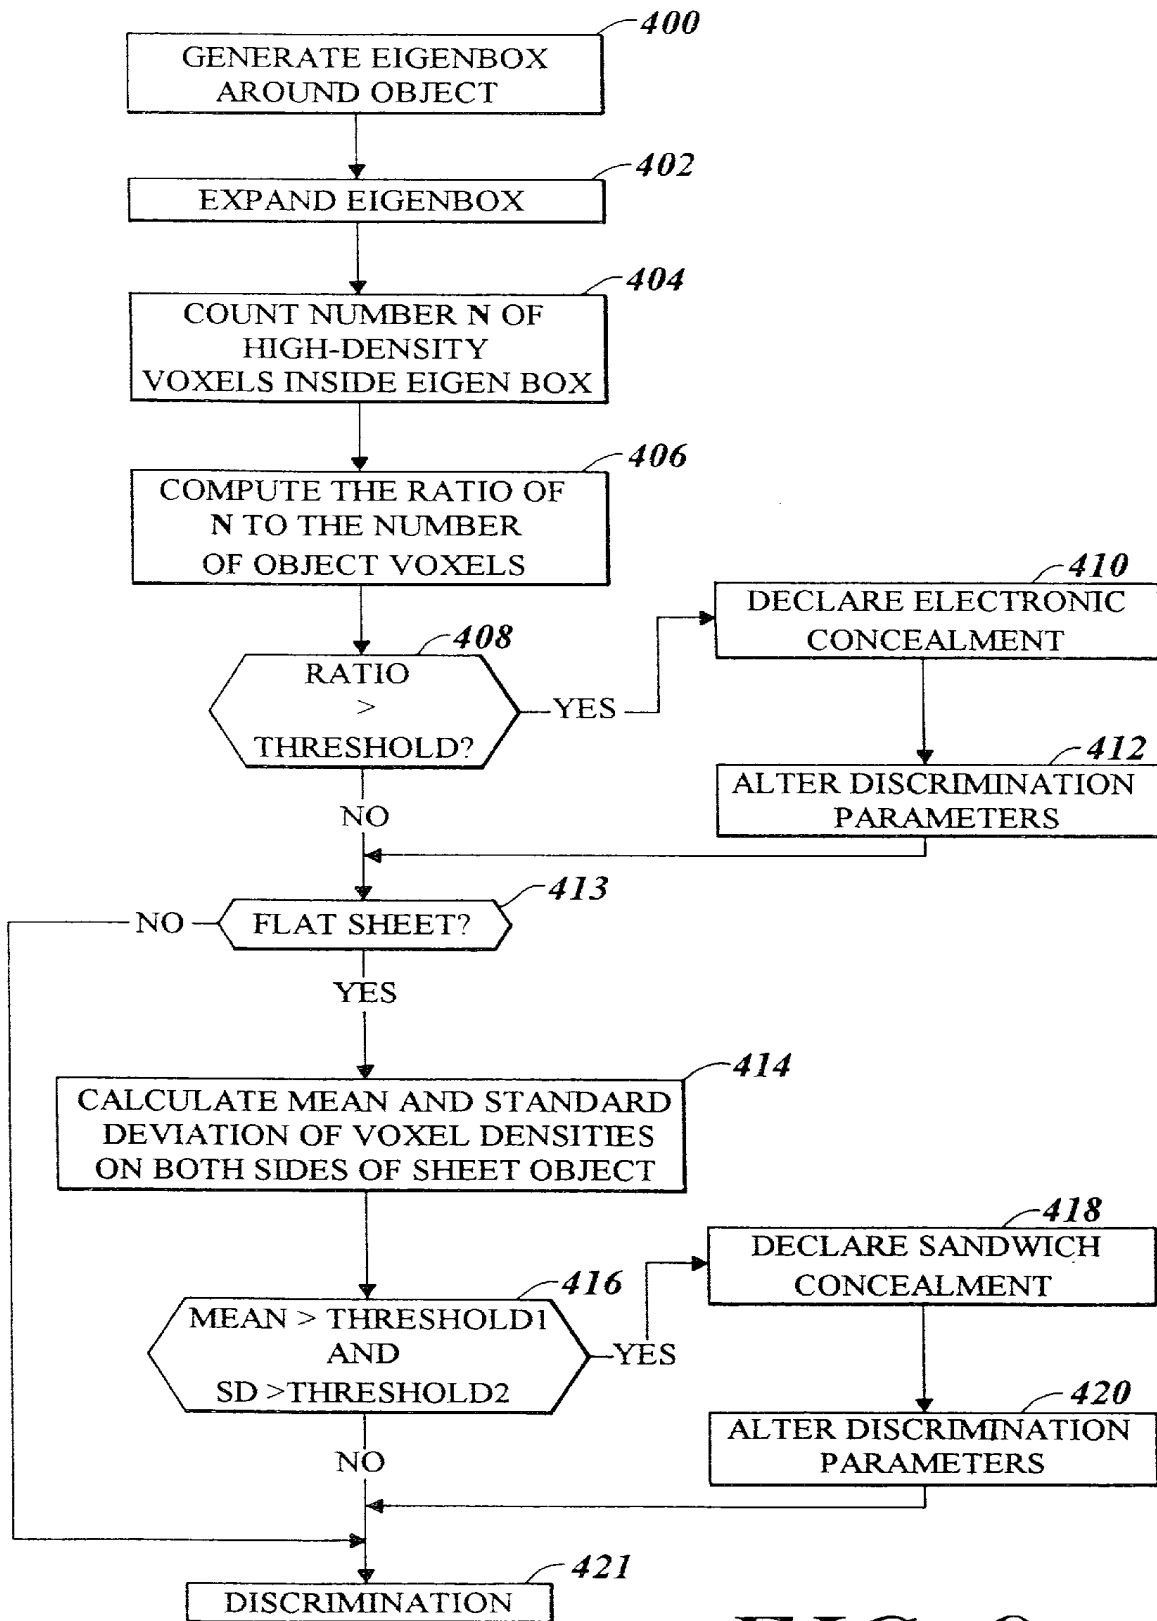 400
GENERATE EIGENBOX
AROUND OBJECT
402
EXPAND EIGENBOX
404
COUNT NUMBER N OF
HIGH-DENSITY
VOXELS INSIDE EIGEN BOX
406
COMPUTE THE RATIO OF
N TO THE NUMBER
OF OBJECT VOXELS
408
RATIO
>
THRESHOLD?
YES
410
DECLARE ELECTRONIC
CONCEALMENT
412
ALTER DISCRIMINATION
PARAMETERS
NO
413
FLAT SHEET?
NO
YES
414
CALCULATE MEAN AND STANDARD
DEVIATION OF VOXEL DENSITIES
ON BOTH SIDES OF SHEET OBJECT
416
MEAN > THRESHOLD1
AND
SD >THRESHOLD2
YES
418
DECLARE SANDWICH
CONCEALMENT
420
ALTER DISCRIMINATION
PARAMETERS
NO
421
DISCRIMINATION